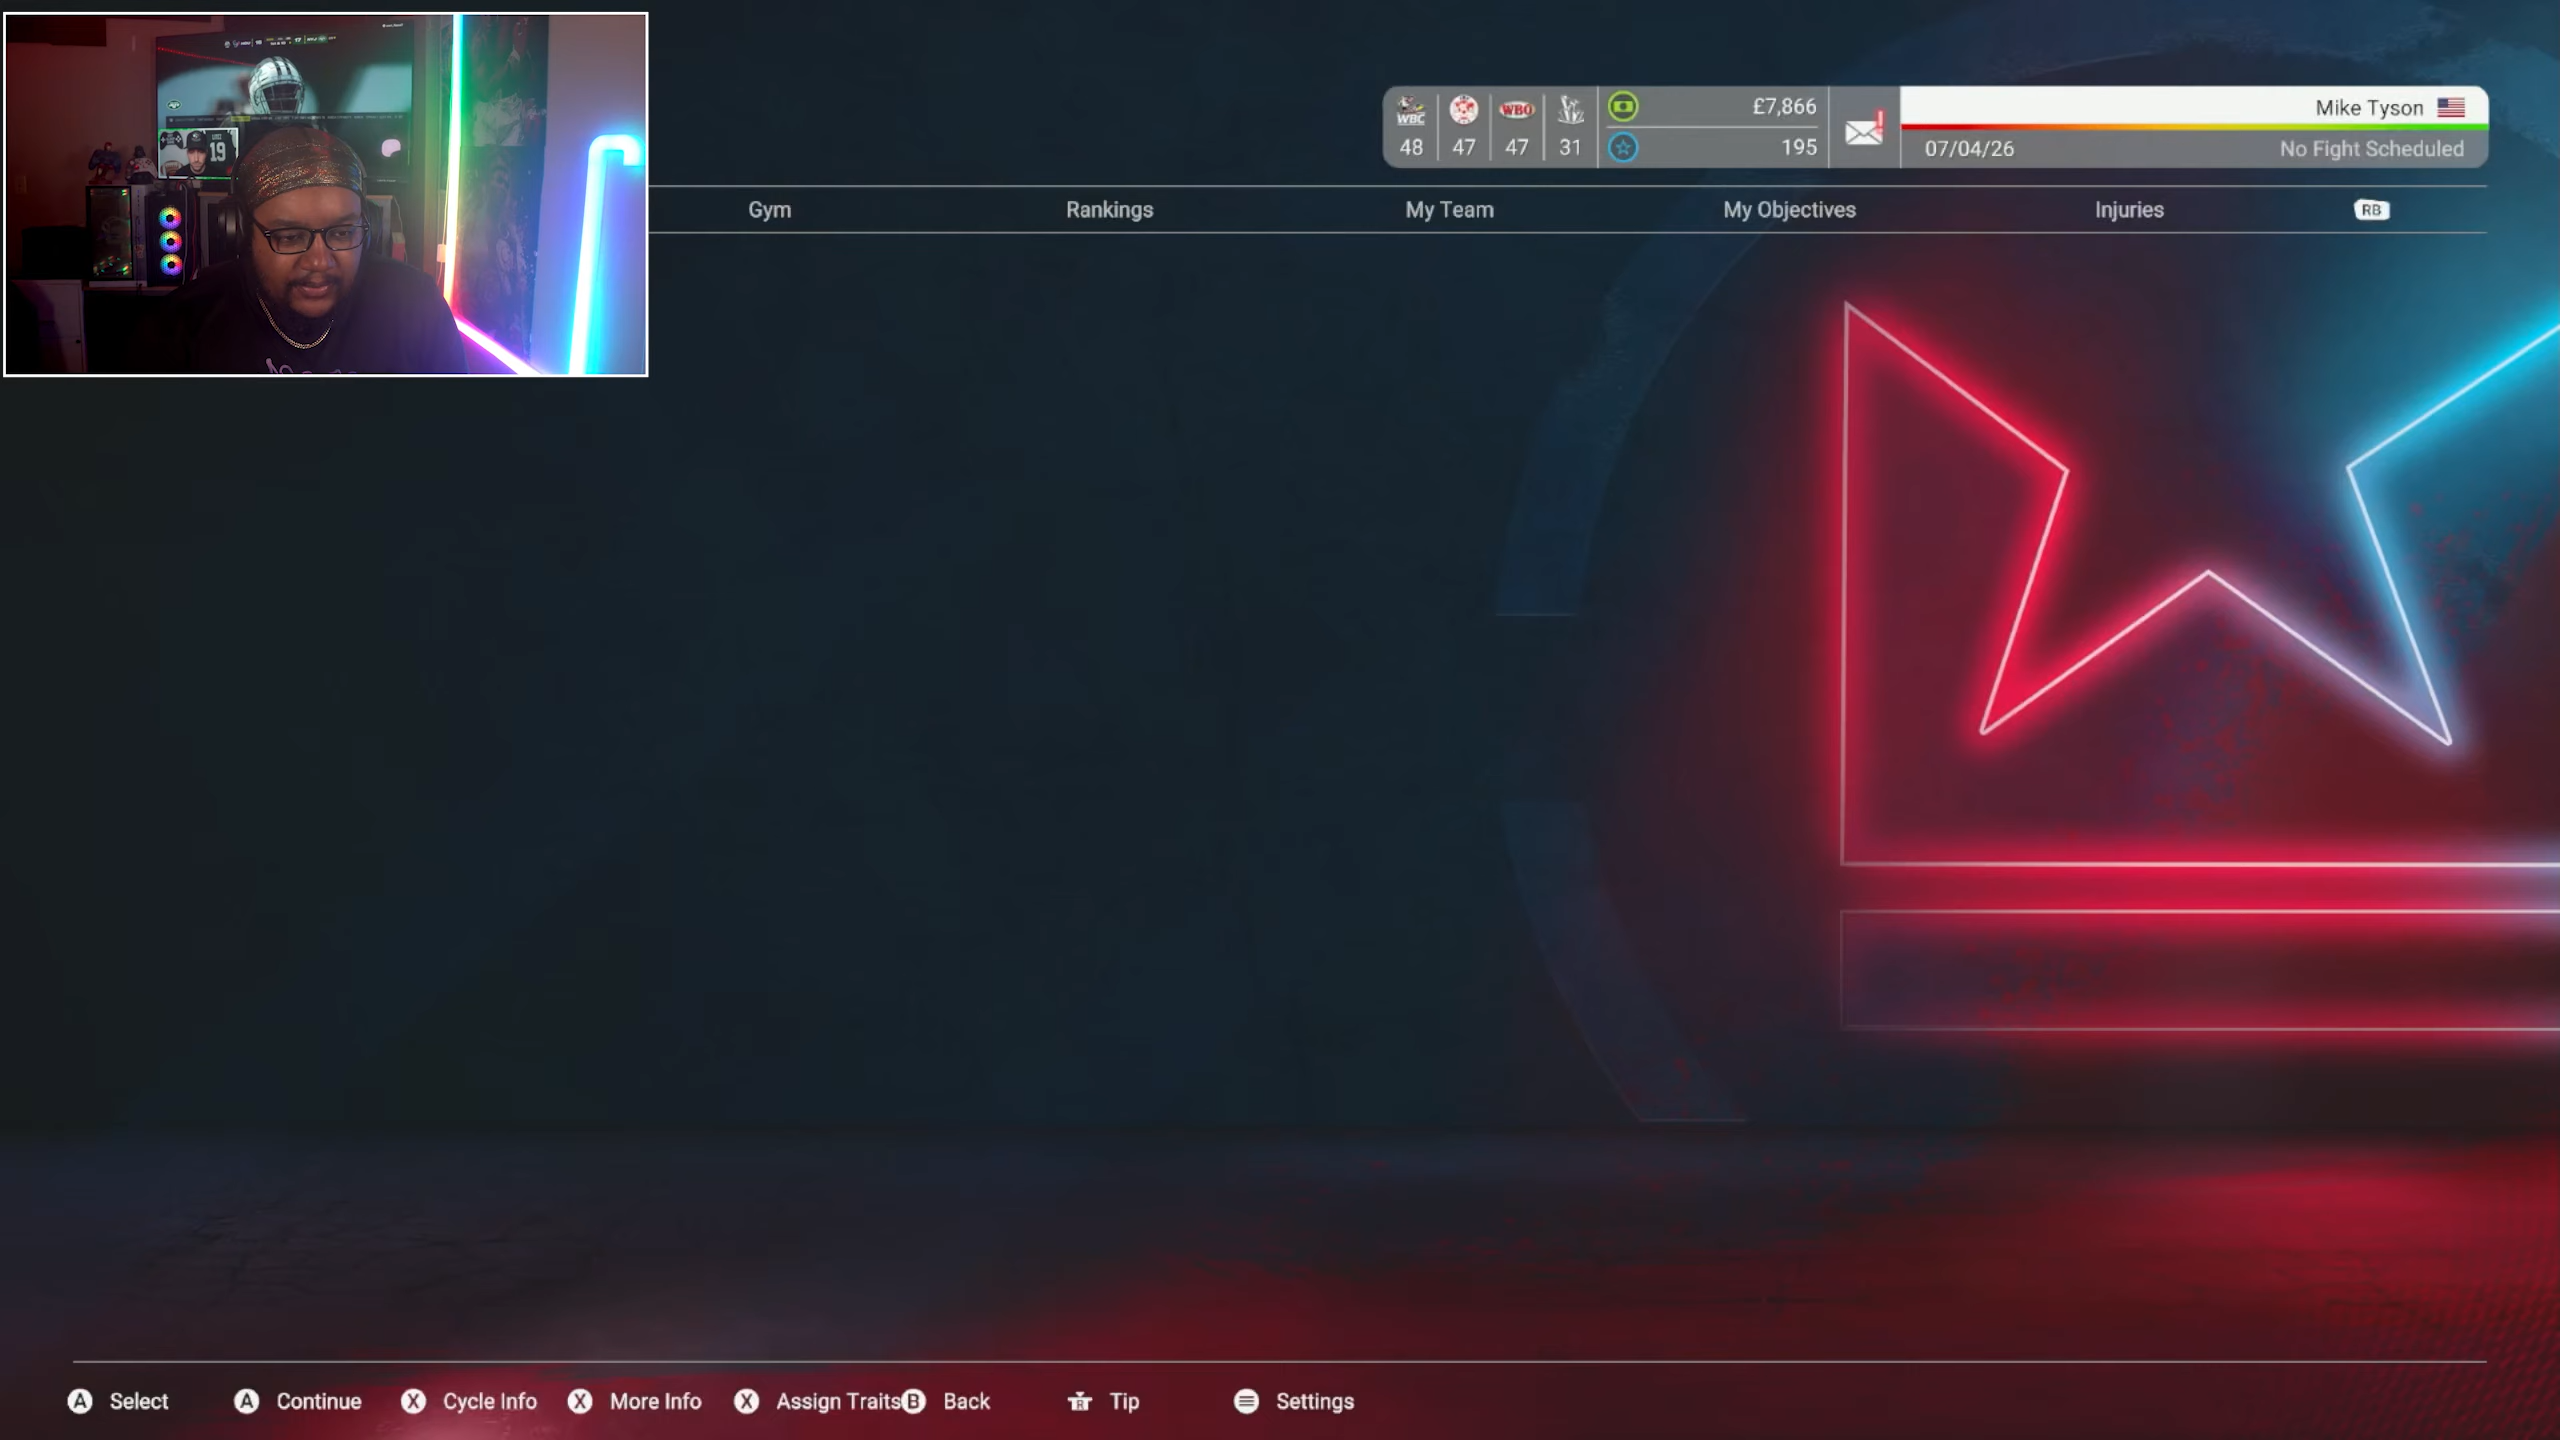 19
WBC
WBO
48
47
47
31
£7,866
195
Mike Tyson
07/04/26
No Fight Scheduled
Gym
Rankings
My Team
My Objectives
Injuries
RB
A Select
A Continue
X Cycle Info
X More Info
X Assign Traits
B Back
R Tip
Settings